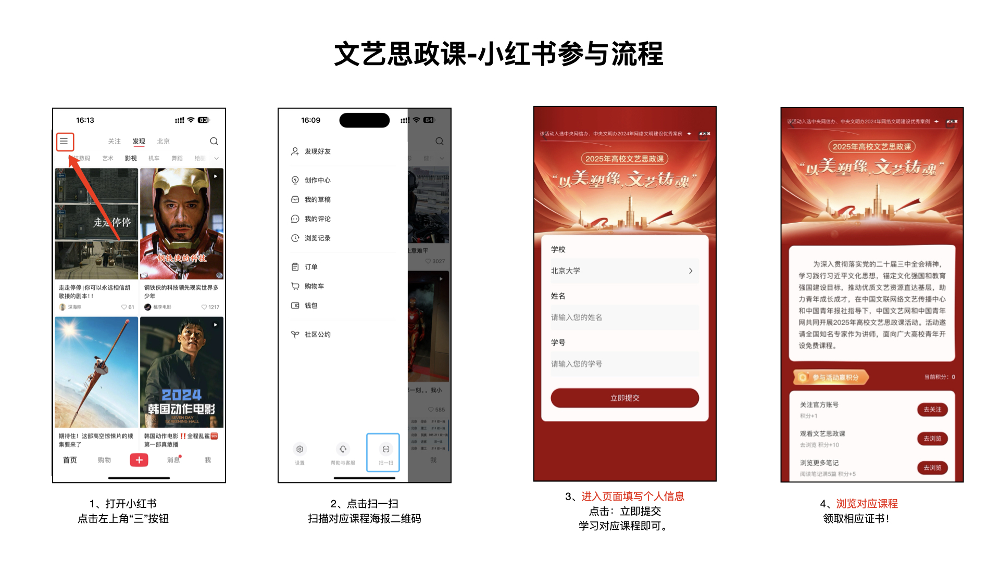 文艺思政课-小红书参与流程
16:13
83
关注 发现 北京
技数码 艺术 影视 机车 舞蹈 绘画
走走停停
钢铁侠的科技
走走停停|你可以永远相信胡
歌接的剧本!!
深海粽 61
钢铁侠的科技领先现实世界多
少年
桃李电影 1217
2024
韩国动作电影
SEVEN DAY
SCREENING HALL
期待住！这部高空惊悚片的续
集要来了
韩国动作电影‼️全程乱鲨🆘
第一部真敢播
首页 购物 消息 我
1、打开小红书
点击左上角“三”按钮
16:09
84
发现好友
创作中心
我的草稿
我的评论
浏览记录
订单
购物车
钱包
社区公约
设置 帮助与客服 扫一扫
上意难平
3027
一刻。。我小
585
我
2、点击扫一扫
扫描对应课程海报二维码
该活动入选中央网信办、中央文明办2024年网络文明建设优秀案例
2025年高校文艺思政课
“以美塑像,文艺铸魂”
学校
北京大学
姓名
请输入您的姓名
学号
请输入您的学号
立即提交
3、进入页面填写个人信息
点击：立即提交
学习对应课程即可。
该活动入选中央网信办、中央文明办2024年网络文明建设优秀案例
2025年高校文艺思政课
“以美塑像,文艺铸魂”
为深入贯彻落实党的二十届三中全会精神，
学习践行习近平文化思想，锚定文化强国和教育
强国建设目标，推动优质文艺资源直达基层，助
力青年成长成才，在中国文联网络文艺传播中心
和中国青年报社指导下，中国文艺网和中国青年
网共同开展2025年高校文艺思政课活动。活动邀
请全国知名专家作为讲师，面向广大高校青年开
设免费课程。
参与活动赢积分 当前积分：0
关注官方账号
积分+1
去关注
观看文艺思政课
去浏览 积分+10
去浏览
浏览更多笔记
阅读笔记满5篇 积分+5
去浏览
4、浏览对应课程
领取相应证书！